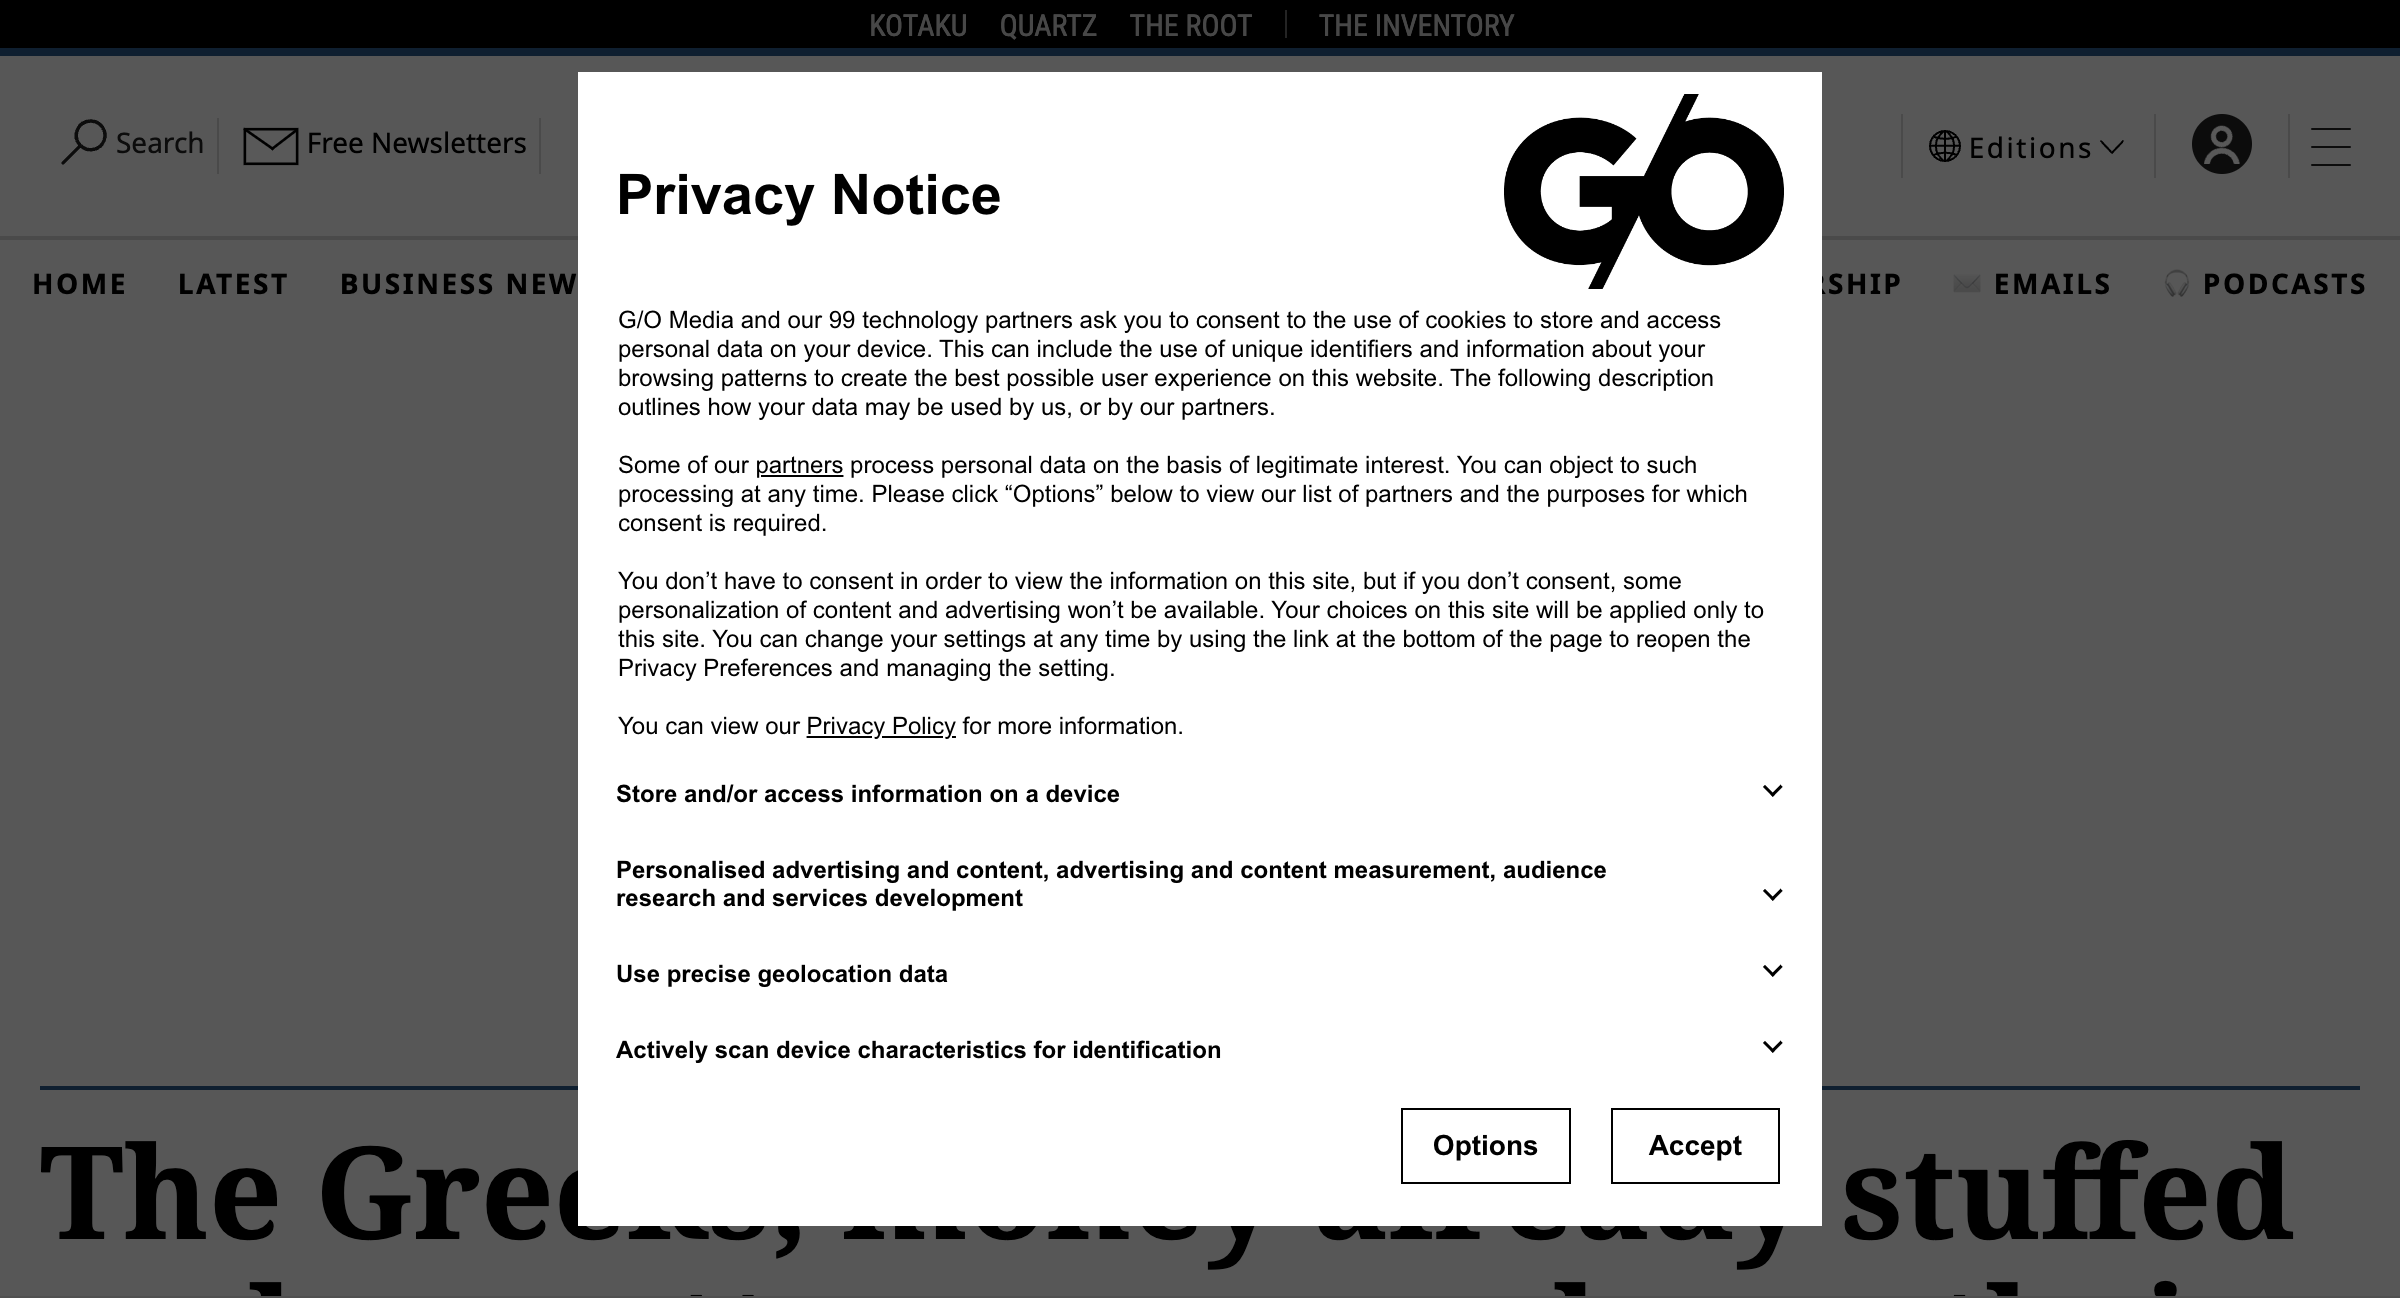 KOTAKU QUARTZ THE ROOT THE INVENTORY
Search Free Newsletters
Editions
HOME LATEST BUSINESS NEW
RSHIP EMAILS PODCASTS
G/O
Privacy Notice
G/O Media and our 99 technology partners ask you to consent to the use of cookies to store and access
personal data on your device. This can include the use of unique identifiers and information about your
browsing patterns to create the best possible user experience on this website. The following description
outlines how your data may be used by us, or by our partners.
Some of our partners process personal data on the basis of legitimate interest. You can object to such
processing at any time. Please click “Options” below to view our list of partners and the purposes for which
consent is required.
You don’t have to consent in order to view the information on this site, but if you don’t consent, some
personalization of content and advertising won’t be available. Your choices on this site will be applied only to
this site. You can change your settings at any time by using the link at the bottom of the page to reopen the
Privacy Preferences and managing the setting.
You can view our Privacy Policy for more information.
Store and/or access information on a device
Personalised advertising and content, advertising and content measurement, audience
research and services development
Use precise geolocation data
Actively scan device characteristics for identification
Options Accept
The Greeks, money already stuffed